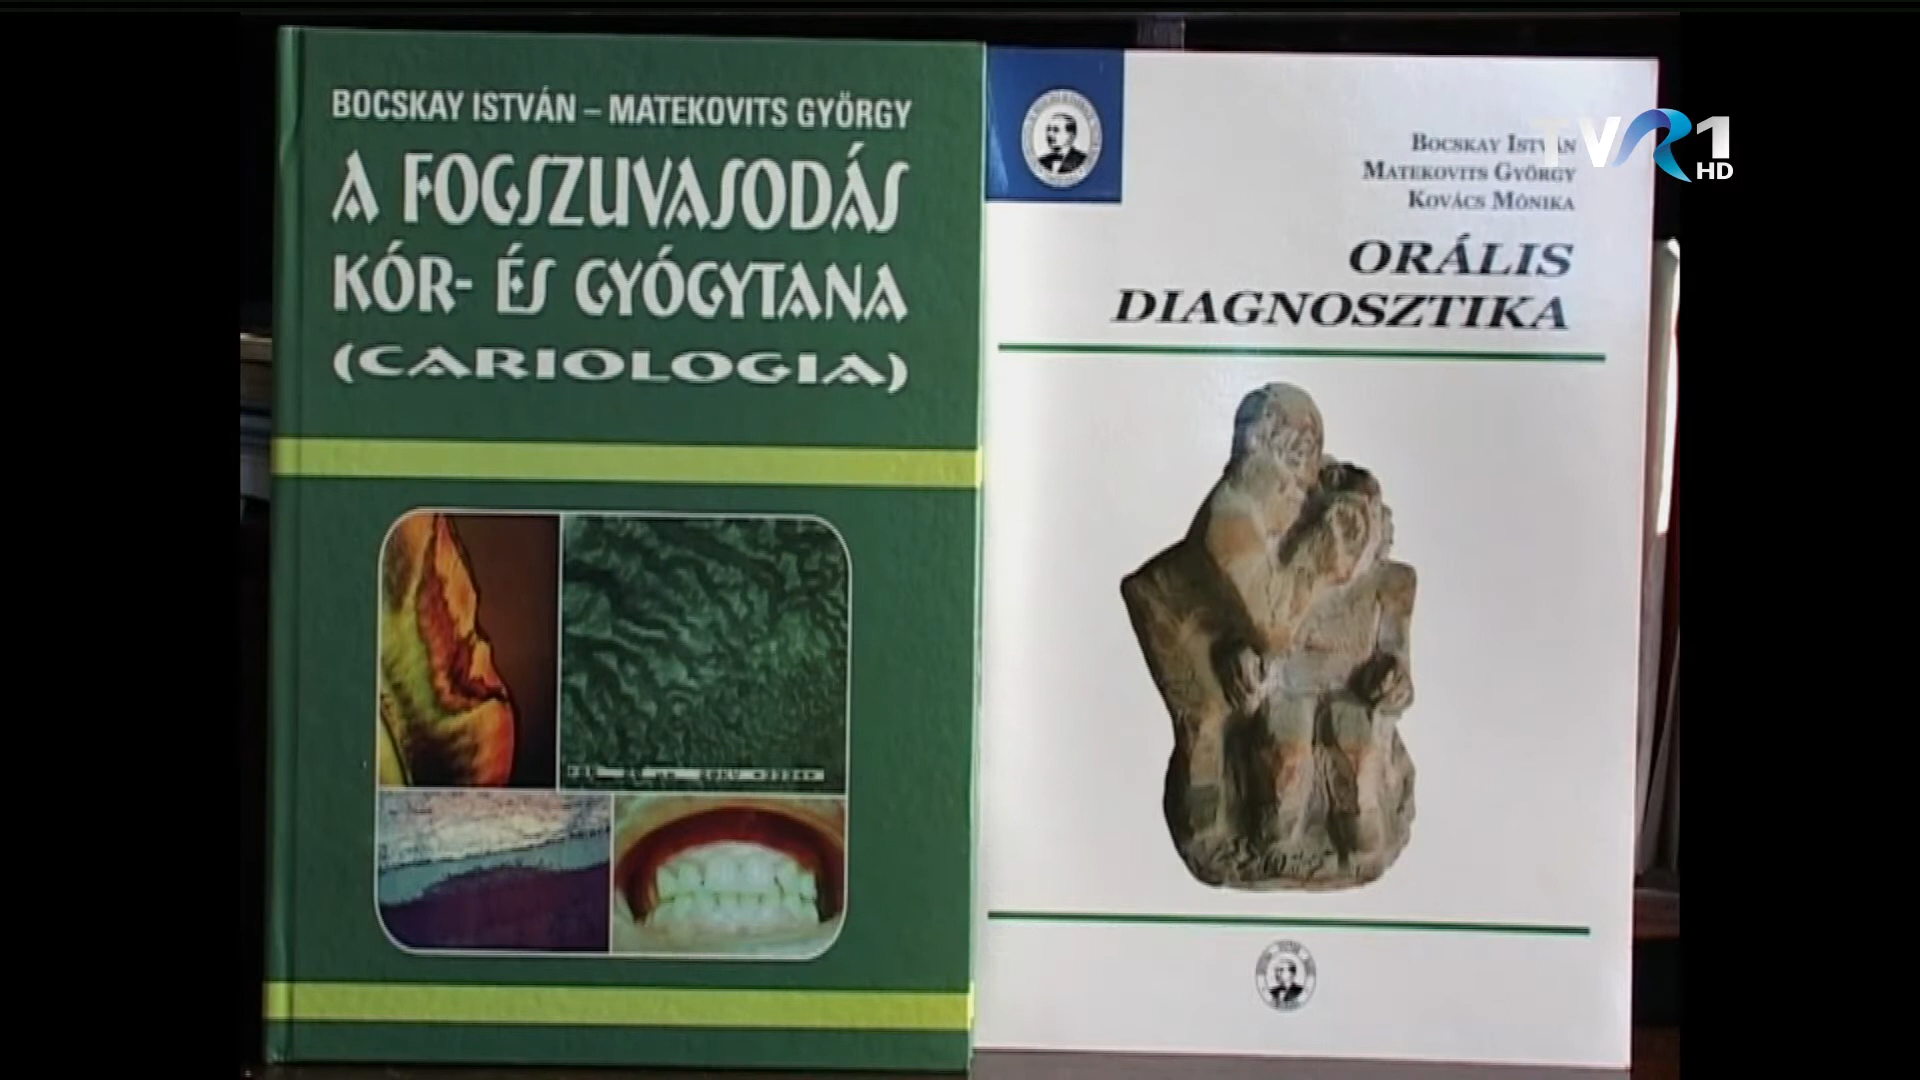 BOCSKAY ISTVÁN – MATEKOVITS GYÖRGY
A FOGSZUVASODÁS
KÓR- ÉS GYÓGYTANA
(CARIOLOGIA)
BOCSKAY ISTVÁN
MATEKOVITS GYÖRGY
KOVÁCS MÓNIKA
ORÁLIS
DIAGNOSZTIKA
TVR1
HD